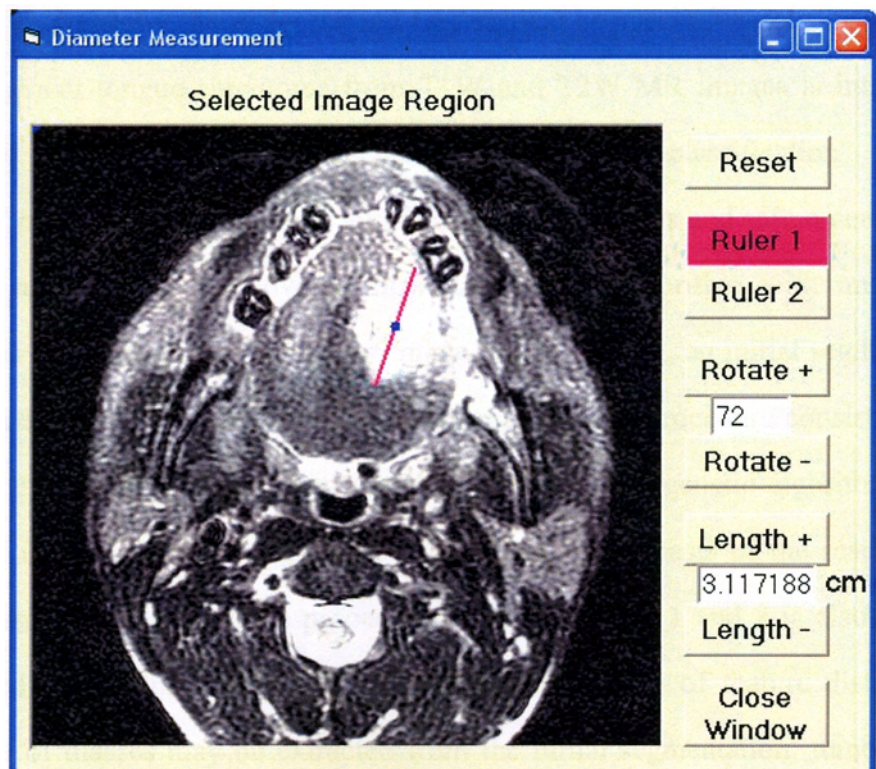 Diameter Measurement
Selected Image Region
Reset
Ruler 1
Ruler 2
Rotate +
72
Rotate -
Length +
3.117188 cm
Length -
Close
Window